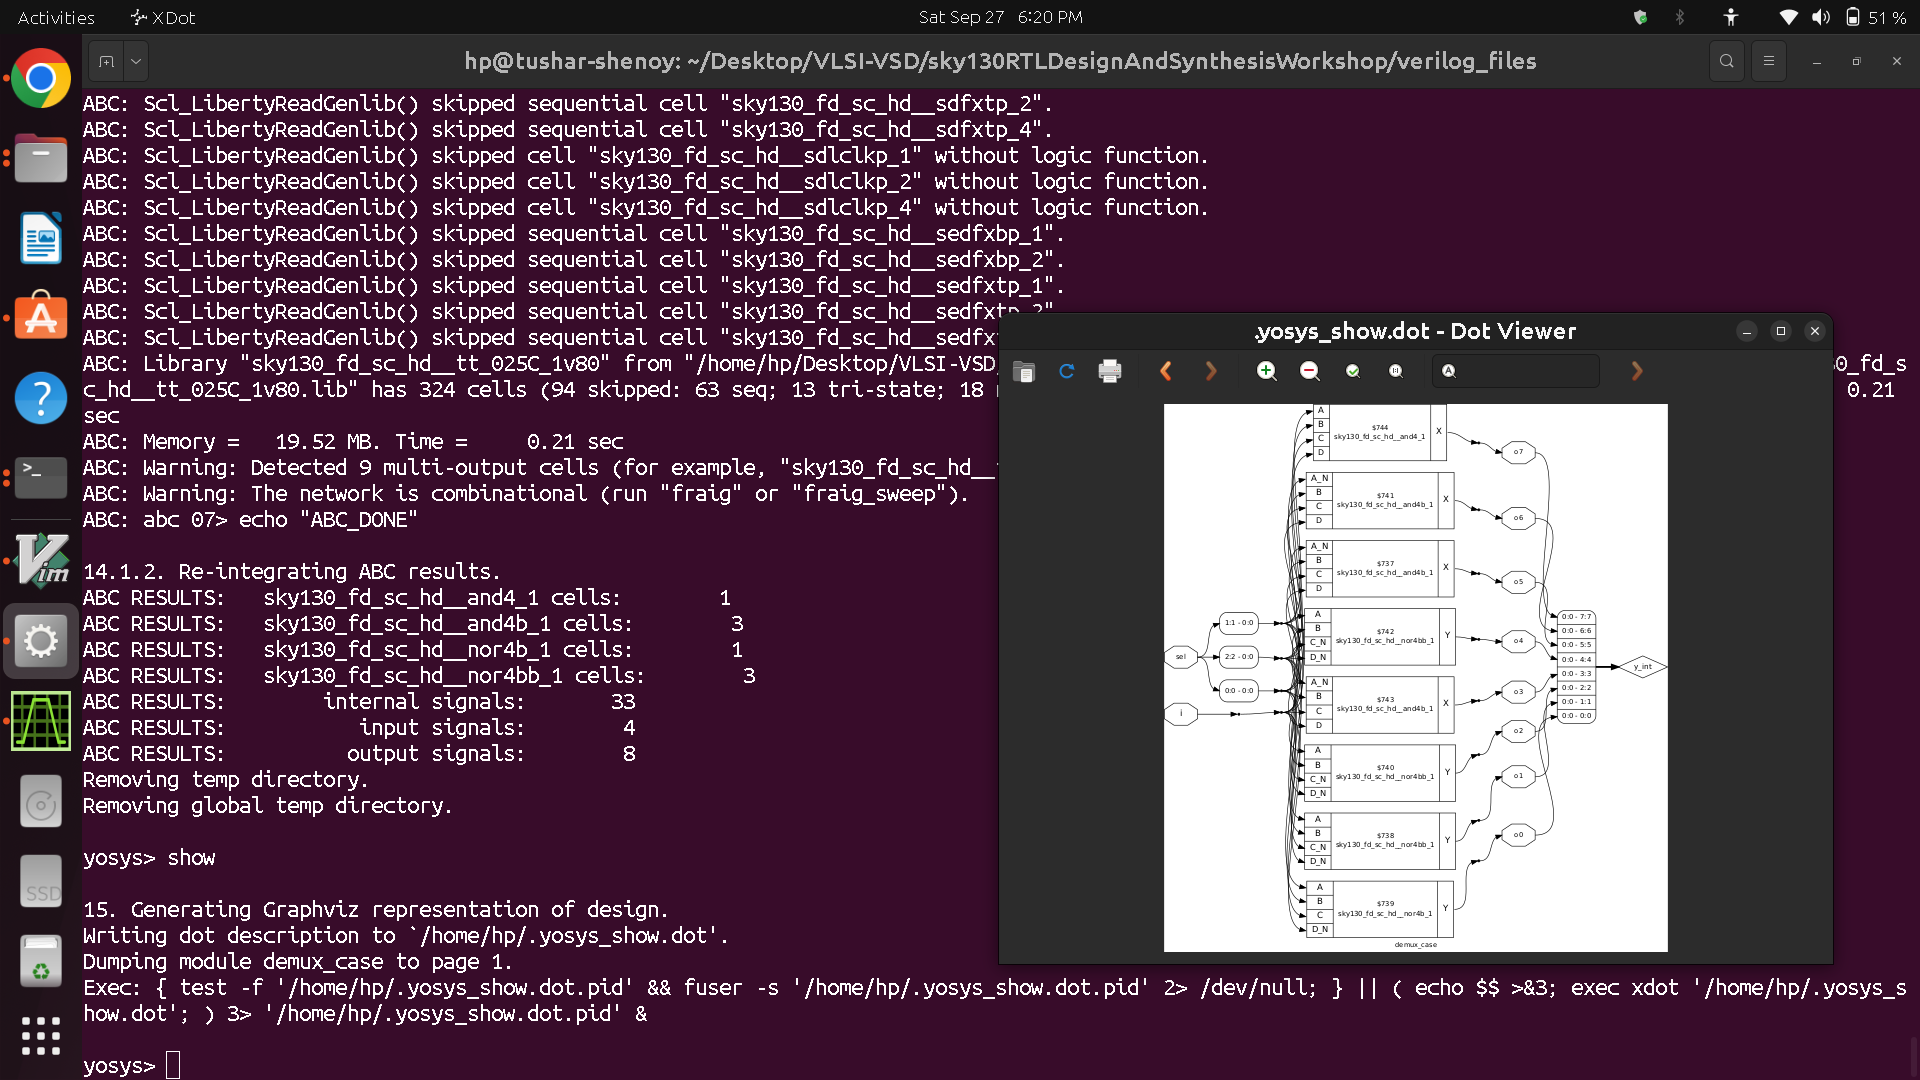 Activities
XDot
Sat Sep 27 6:20 PM
51 %
hp@tushar-shenoy: ~/Desktop/VLSI-VSD/sky130RTLDesignAndSynthesisWorkshop/verilog_files
ABC: Scl_LibertyReadGenlib() skipped sequential cell "sky130_fd_sc_hd__sdfxtp_2".
ABC: Scl_LibertyReadGenlib() skipped sequential cell "sky130_fd_sc_hd__sdfxtp_4".
ABC: Scl_LibertyReadGenlib() skipped cell "sky130_fd_sc_hd__sdlclkp_1" without logic function.
ABC: Scl_LibertyReadGenlib() skipped cell "sky130_fd_sc_hd__sdlclkp_2" without logic function.
ABC: Scl_LibertyReadGenlib() skipped cell "sky130_fd_sc_hd__sdlclkp_4" without logic function.
ABC: Scl_LibertyReadGenlib() skipped sequential cell "sky130_fd_sc_hd__sedfxbp_1".
ABC: Scl_LibertyReadGenlib() skipped sequential cell "sky130_fd_sc_hd__sedfxbp_2".
ABC: Scl_LibertyReadGenlib() skipped sequential cell "sky130_fd_sc_hd__sedfxtp_1".
ABC: Scl_LibertyReadGenlib() skipped sequential cell "sky130_fd_sc_hd__sedfxtp_2".
ABC: Scl_LibertyReadGenlib() skipped sequential cell "sky130_fd_s
ABC: Library "sky130_fd_sc_hd__tt_025C_1v80" from "/home/hp/Desktop/VLSI-VSD 0_fd_s
c_hd__tt_025C_1v80.lib" has 324 cells (94 skipped: 63 seq; 13 tri-state; 18 0.21
sec
ABC: Memory = 19.52 MB. Time = 0.21 sec
ABC: Warning: Detected 9 multi-output cells (for example, "sky130_fd_sc_hd__
ABC: Warning: The network is combinational (run "fraig" or "fraig_sweep").
ABC: abc 07> echo "ABC_DONE"
14.1.2. Re-integrating ABC results.
ABC RESULTS: sky130_fd_sc_hd__and4_1 cells: 1
ABC RESULTS: sky130_fd_sc_hd__and4b_1 cells: 3
ABC RESULTS: sky130_fd_sc_hd__nor4b_1 cells: 1
ABC RESULTS: sky130_fd_sc_hd__nor4bb_1 cells: 3
ABC RESULTS: internal signals: 33
ABC RESULTS: input signals: 4
ABC RESULTS: output signals: 8
Removing temp directory.
Removing global temp directory.
yosys> show
15. Generating Graphviz representation of design.
Writing dot description to `/home/hp/.yosys_show.dot'.
Dumping module demux_case to page 1.
Exec: { test -f '/home/hp/.yosys_show.dot.pid' && fuser -s '/home/hp/.yosys_show.dot.pid' 2> /dev/null; } || ( echo $$ >&3; exec xdot '/home/hp/.yosys_s
how.dot'; ) 3> '/home/hp/.yosys_show.dot.pid' &
yosys>
.yosys_show.dot - Dot Viewer
A
B
C
D
$744
sky130_fd_sc_hd__and4_1
X
o7
A_N
B
C
D
$741
sky130_fd_sc_hd__and4b_1
X
o6
A_N
B
C
D
$737
sky130_fd_sc_hd__and4b_1
X
o5
A
B
C_N
D_N
$742
sky130_fd_sc_hd__nor4bb_1
Y
o4
A_N
B
C
D
$743
sky130_fd_sc_hd__and4b_1
X
o3
A
B
C_N
D_N
$740
sky130_fd_sc_hd__nor4bb_1
Y
o2
A
B
C_N
D_N
$738
sky130_fd_sc_hd__nor4bb_1
Y
o1
A
B
C
D_N
$739
sky130_fd_sc_hd__nor4b_1
Y
o0
sel
i
1:1 - 0:0
2:2 - 0:0
0:0 - 0:0
0:0 - 7:7
0:0 - 6:6
0:0 - 5:5
0:0 - 4:4
0:0 - 3:3
0:0 - 2:2
0:0 - 1:1
0:0 - 0:0
y_int
demux_case
SSD
Vim